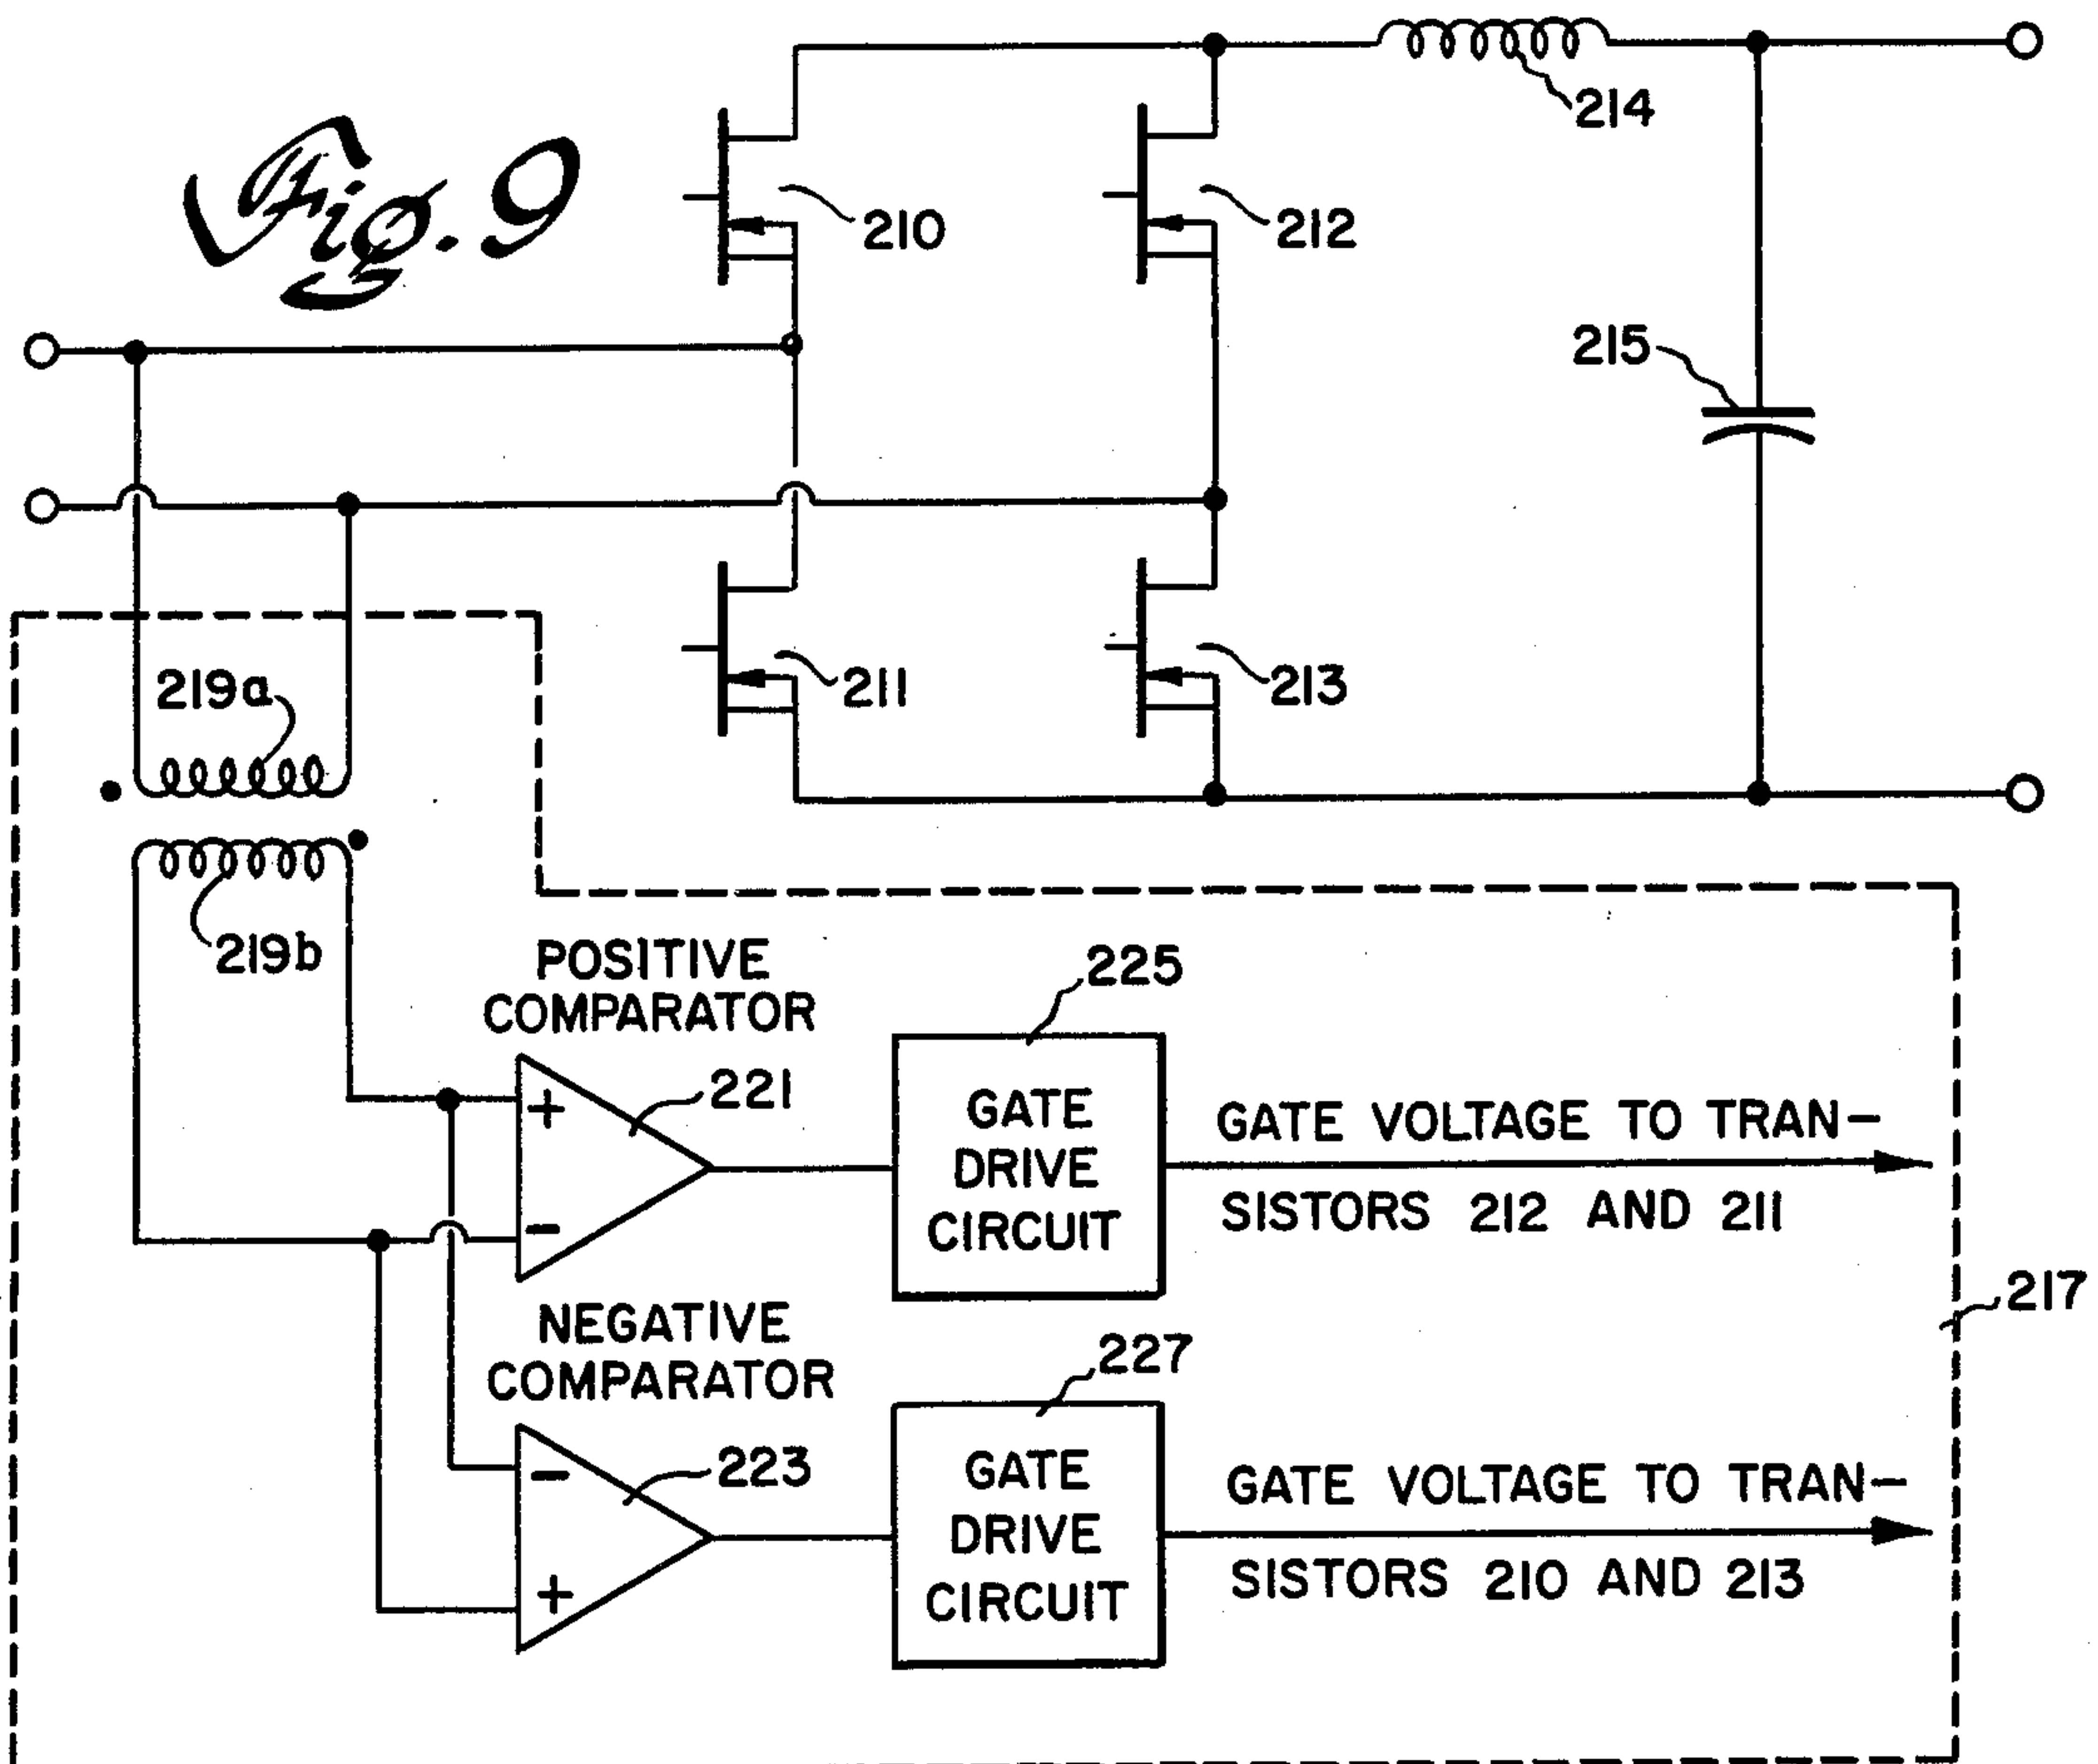 Fig. 9
214
210
212
215
219a
211
213
219b
POSITIVE
COMPARATOR
225
+
221
-
GATE
DRIVE
CIRCUIT
GATE VOLTAGE TO TRAN-
SISTORS 212 AND 211
217
NEGATIVE
COMPARATOR
227
-
223
+
GATE
DRIVE
CIRCUIT
GATE VOLTAGE TO TRAN-
SISTORS 210 AND 213